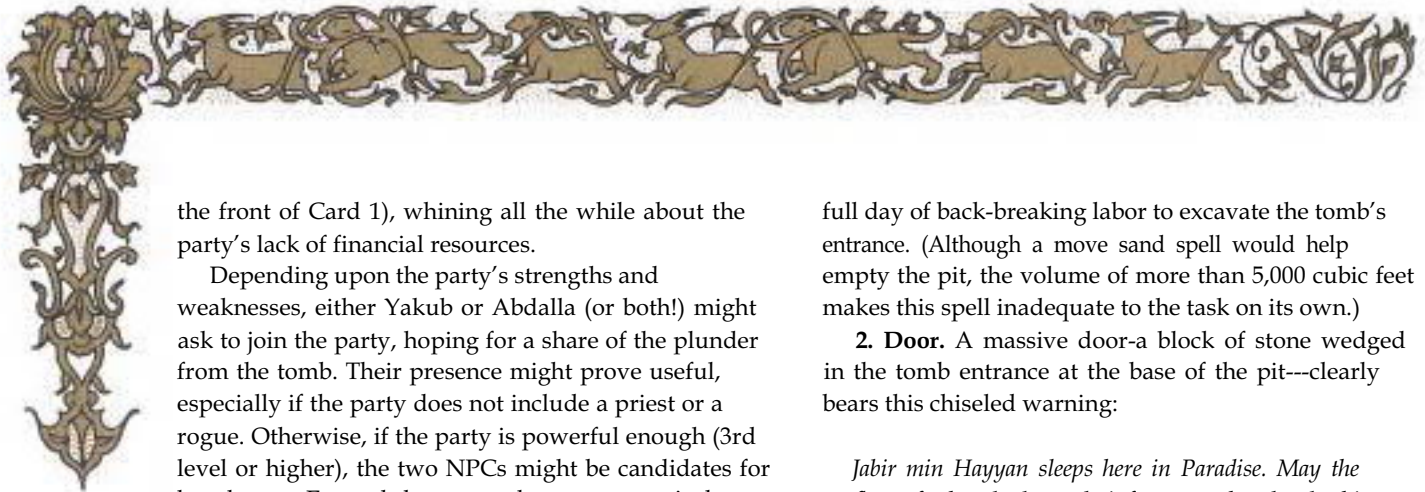 the front of Card 1), whining all the while about the
party's lack of financial resources.
Depending upon the party's strengths and
weaknesses, either Yakub or Abdalla (or both!) might
ask to join the party, hoping for a share of the plunder
from the tomb. Their presence might prove useful,
especially if the party does not include a priest or a
rogue. Otherwise, if the party is powerful enough (3rd
level or higher), the two NPCs might be candidates for
full day of back-breaking labor to excavate the tomb's
entrance. (Although a move sand spell would help
empty the pit, the volume of more than 5,000 cubic feet
makes this spell inadequate to the task on its own.)
2. Door. A massive door-a block of stone wedged
in the tomb entrance at the base of the pit---clearly
bears this chiseled warning:
Jabir min Hayyan sleeps here in Paradise. May the